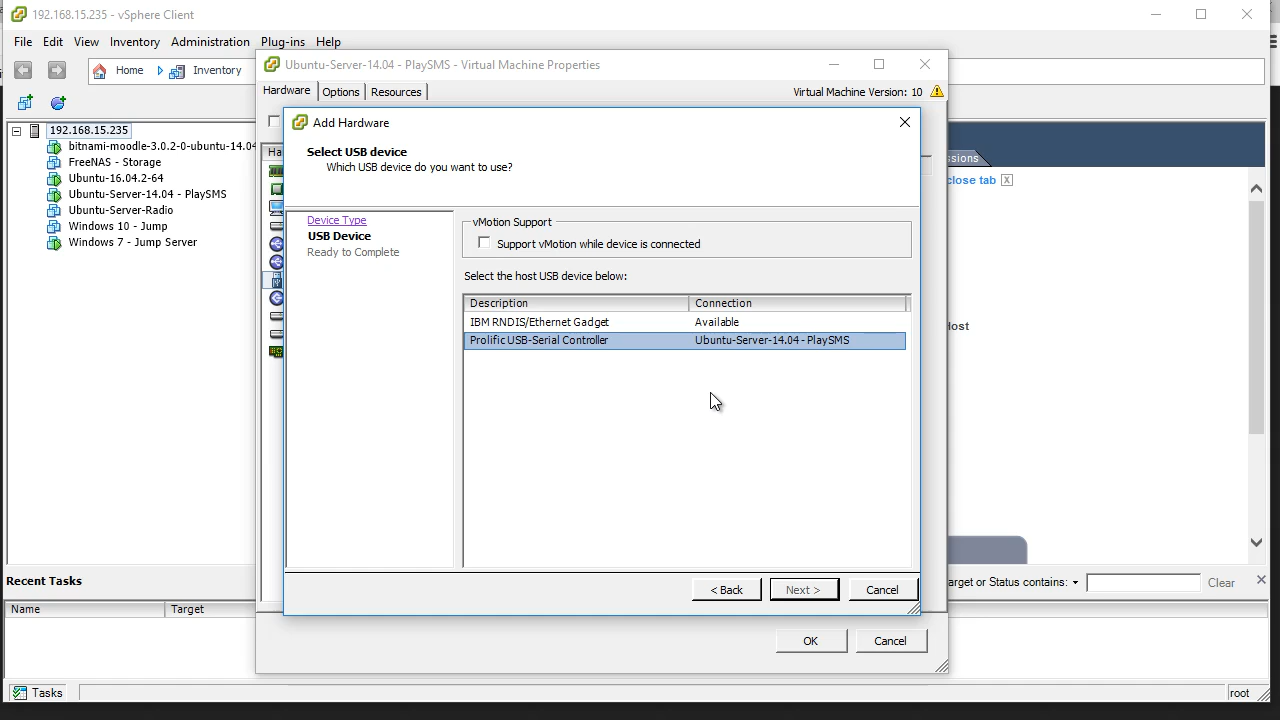 192.168.15.235 - vSphere Client
File Edit View Inventory Administration Plug-ins Help
Home Inventory
192.168.15.235
bitnami-moodle-3.0.2-0-ubuntu-14.04
FreeNAS - Storage
Ubuntu-16.04.2-64
Ubuntu-Server-14.04 - PlaySMS
Ubuntu-Server-Radio
Windows 10 - Jump
Windows 7 - Jump Server
Ubuntu-Server-14.04 - PlaySMS - Virtual Machine Properties
Hardware Options Resources
Virtual Machine Version: 10
Ha
Add Hardware
Select USB device
Which USB device do you want to use?
Device Type
USB Device
Ready to Complete
vMotion Support
Support vMotion while device is connected
Select the host USB device below:
Description Connection
IBM RNDIS/Ethernet Gadget Available
Prolific USB-Serial Controller Ubuntu-Server-14.04 - PlaySMS
< Back Next > Cancel
OK Cancel
ssions
close tab X
Host
Recent Tasks
arget or Status contains: Clear
Name Target
Tasks
root